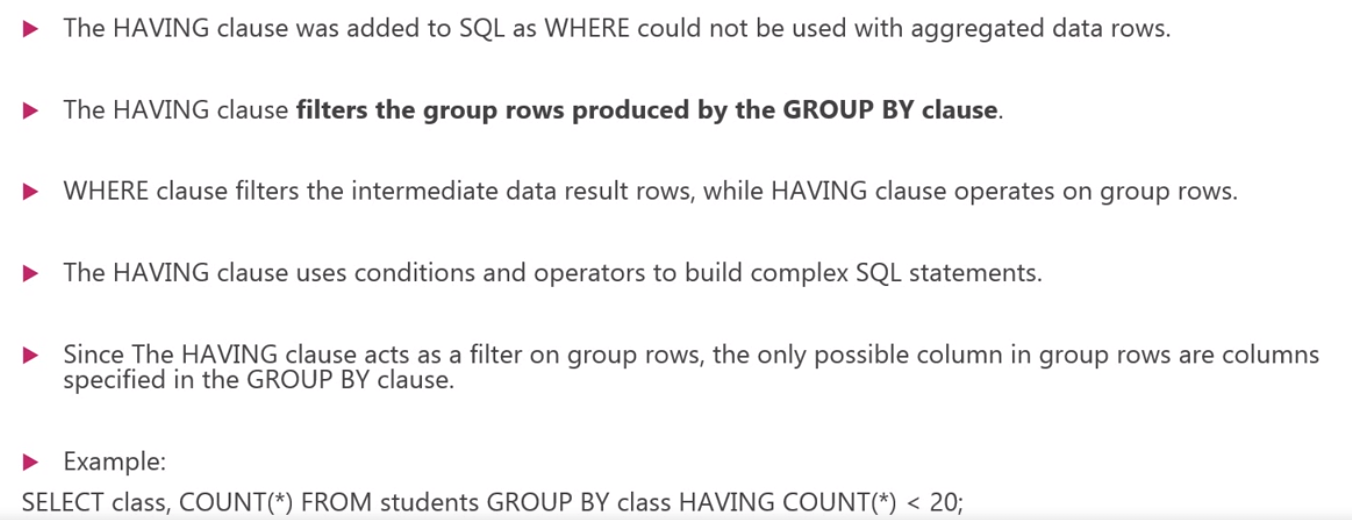 The HAVING clause was added to SQL as WHERE could not be used with aggregated data rows.
The HAVING clause filters the group rows produced by the GROUP BY clause.
WHERE clause filters the intermediate data result rows, while HAVING clause operates on group rows.
The HAVING clause uses conditions and operators to build complex SQL statements.
Since The HAVING clause acts as a filter on group rows, the only possible column in group rows are columns
specified in the GROUP BY clause.
Example:
SELECT class, COUNT(*) FROM students GROUP BY class HAVING COUNT(*) < 20;